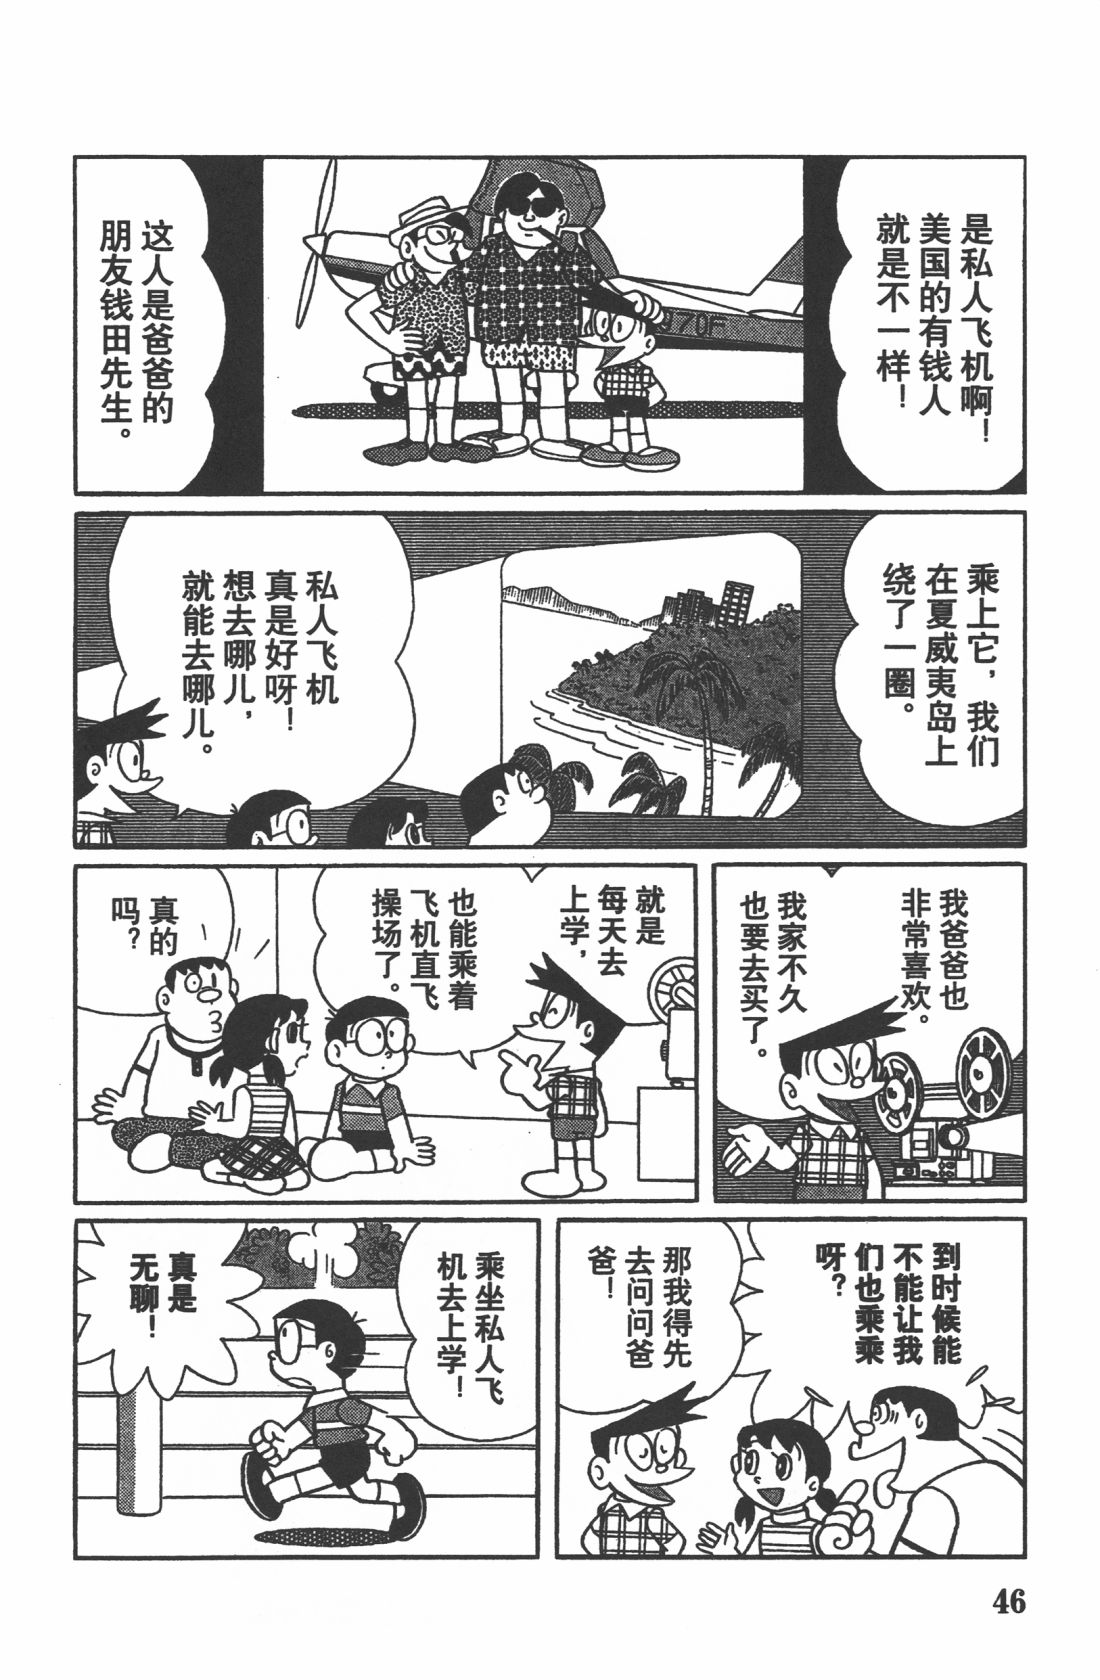 是私人飞机啊！
美国的有钱人
就是不一样！
这人是爸爸的
朋友钱田先生。
970F
乘上它，我们
在夏威夷岛上
绕了一圈。
私人飞机
真是好呀！
想去哪儿，
就能去哪儿。
我爸爸也
非常喜欢。
我家不久
也要去买了。
就是
每天去
上学，
也能乘着
飞机直飞
操场了。
真的
吗？
到时候能
不能让我
们也乘乘
呀？
那我得先
去问问爸
爸！
乘坐私人飞
机去上学！
真是
无聊！
46